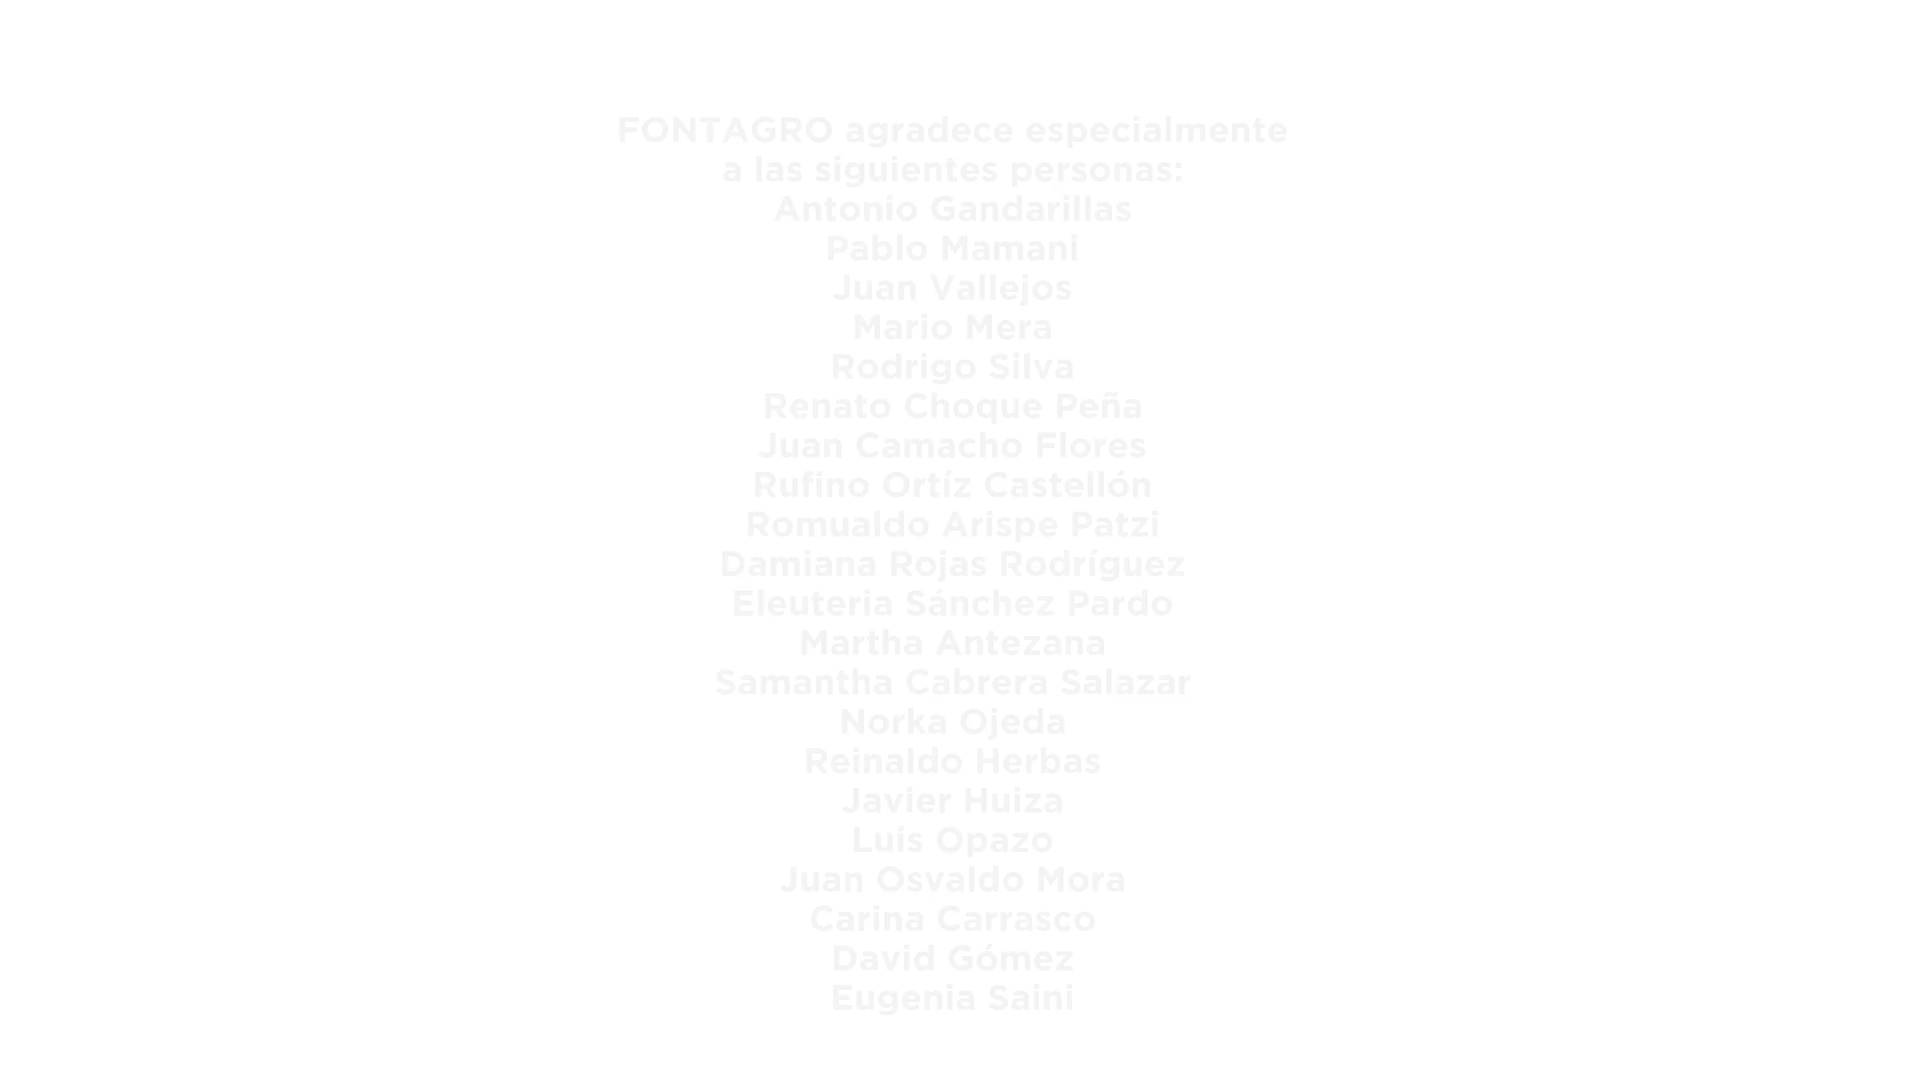 FONTAGRO agradece especialmente
a las siguientes personas:
Antonio Gandarillas
Pablo Mamani
Juan Vallejos
Mario Mera
Rodrigo Silva
Renato Choque Peña
Juan Camacho Flores
Rufino Ortíz Castellón
Romualdo Arispe Patzi
Damiana Rojas Rodríguez
Eleuteria Sánchez Pardo
Martha Antezana
Samantha Cabrera Salazar
Norka Ojeda
Reinaldo Herbas
Javier Huiza
Luis Opazo
Juan Osvaldo Mora
Carina Carrasco
David Gómez
Eugenia Saini